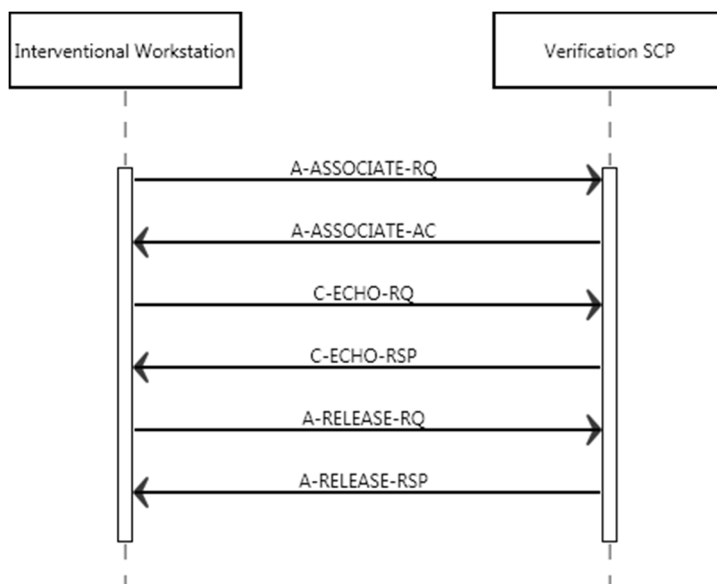 Interventional Workstation
Verification SCP
A-ASSOCIATE-RQ
A-ASSOCIATE-AC
C-ECHO-RQ
C-ECHO-RSP
A-RELEASE-RQ
A-RELEASE-RSP